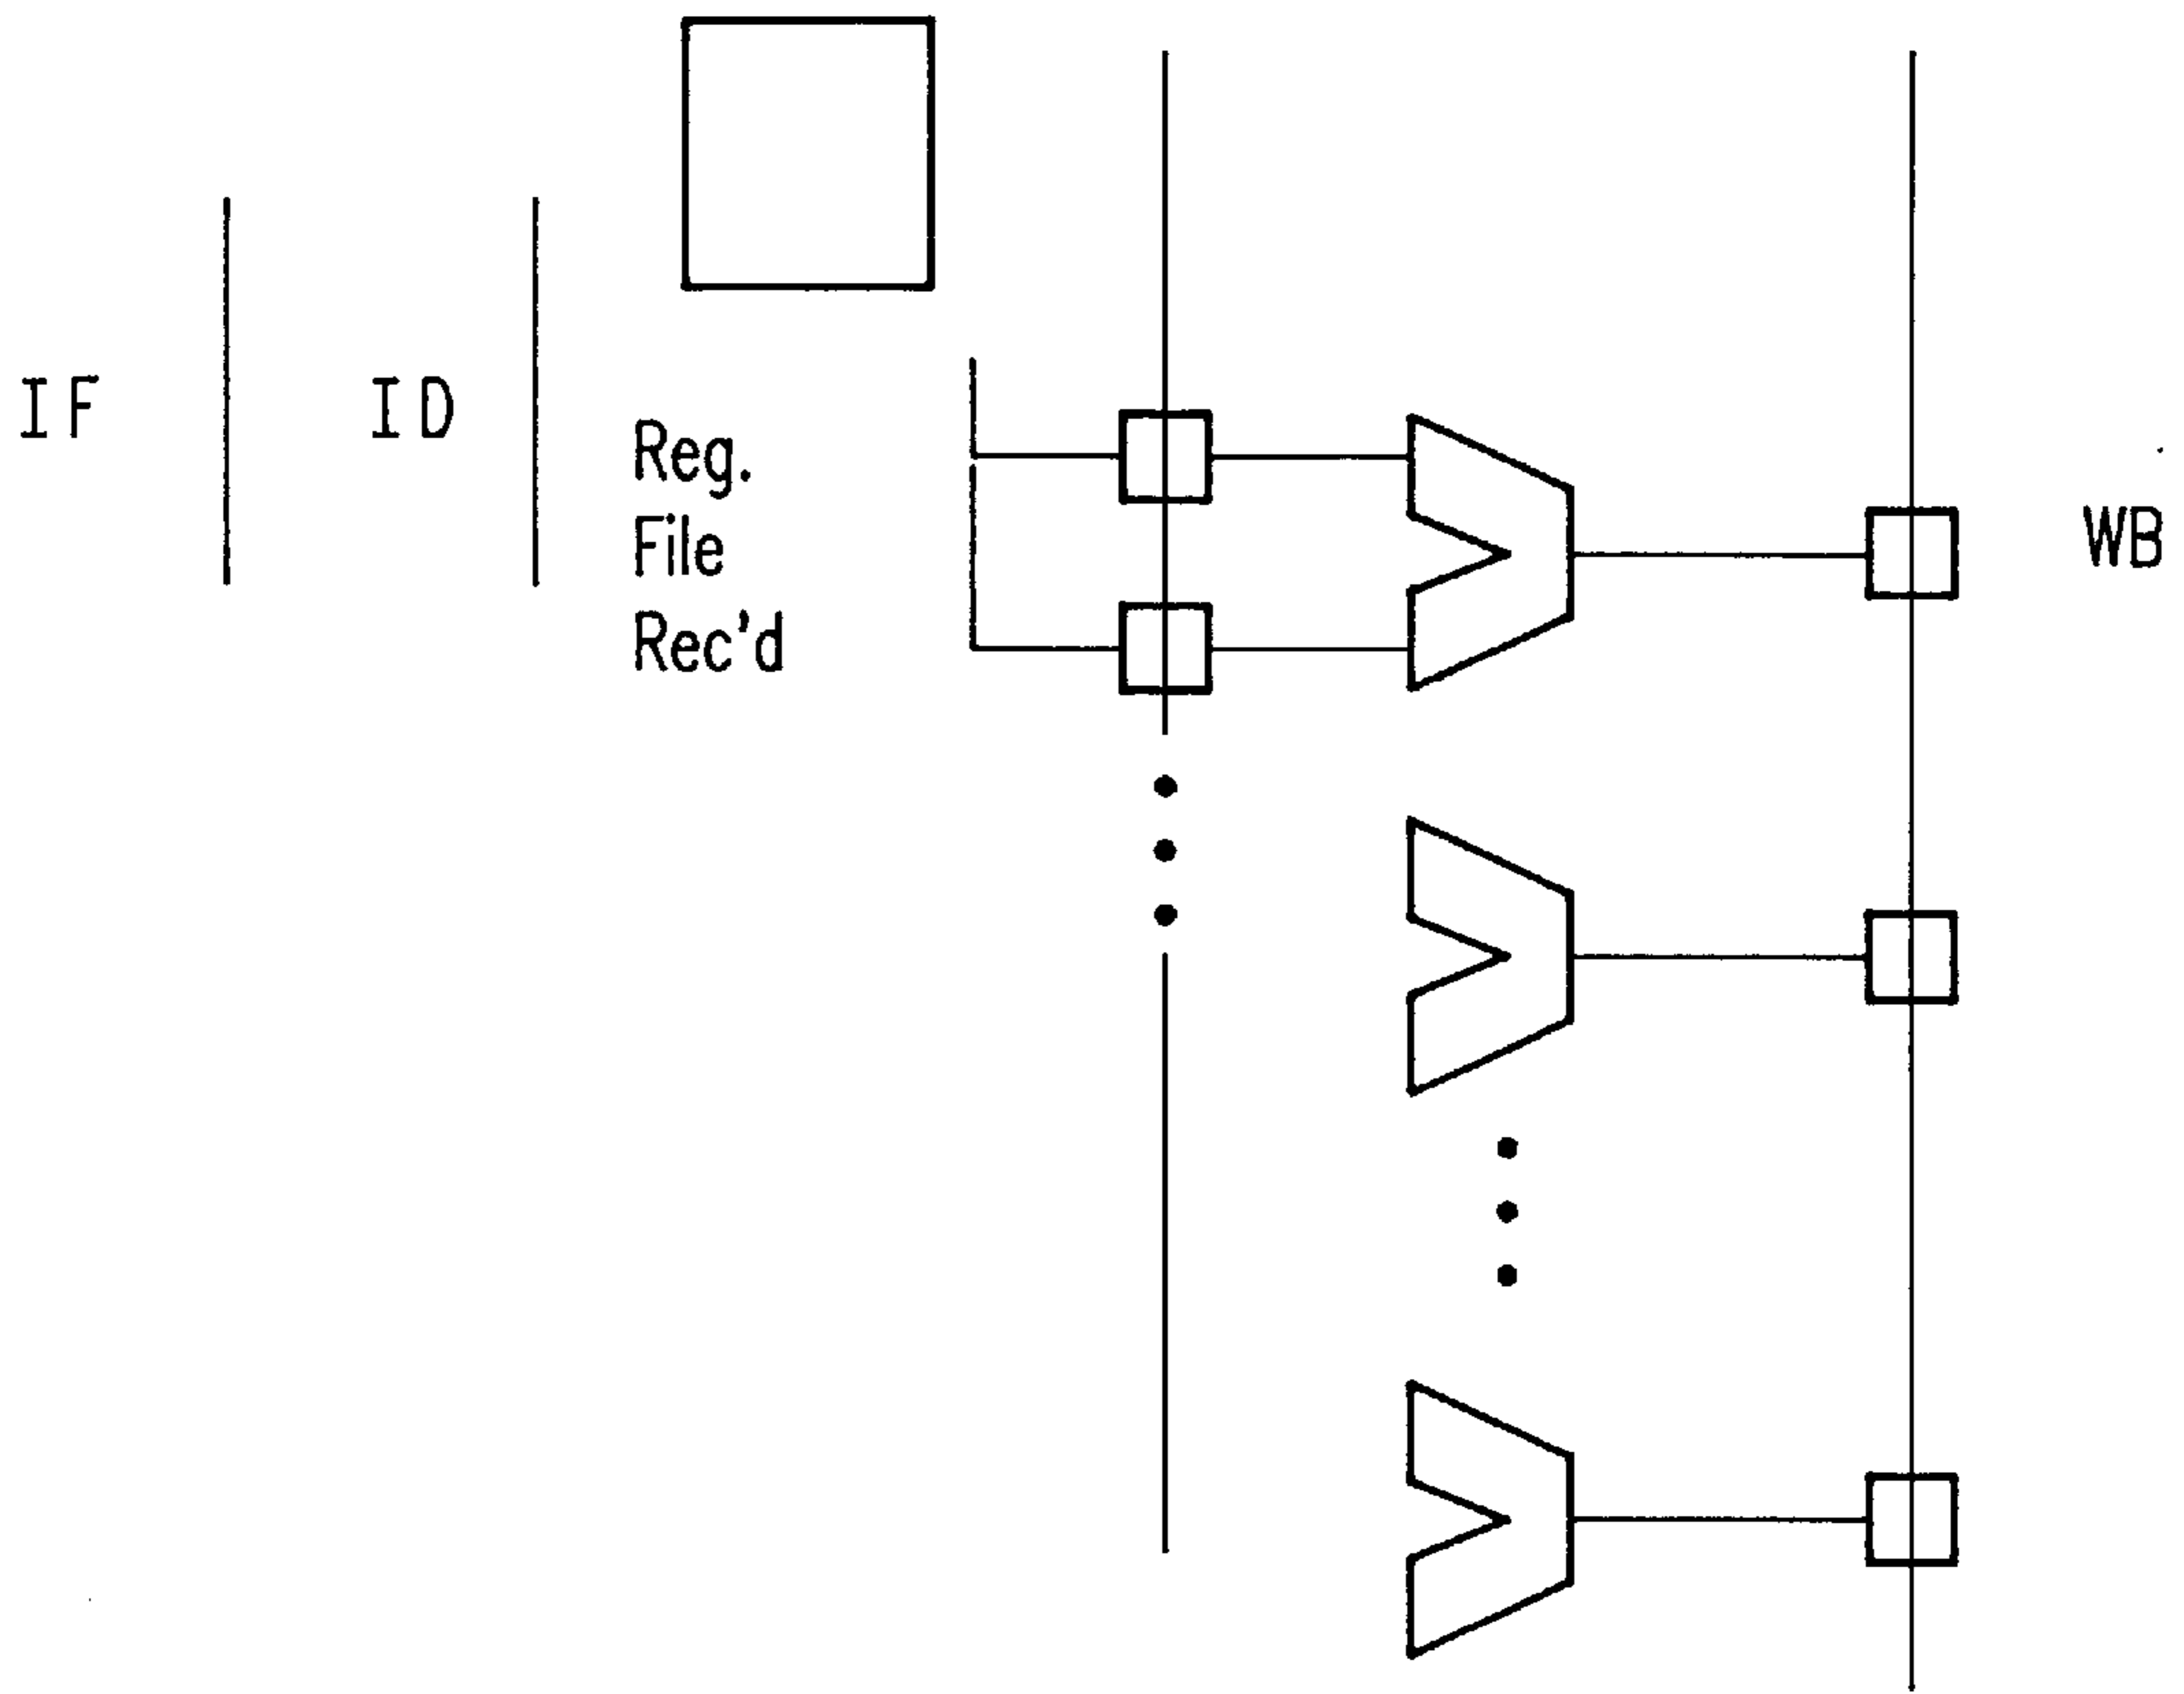 IF
ID
Reg.
File
Rec'd
WB